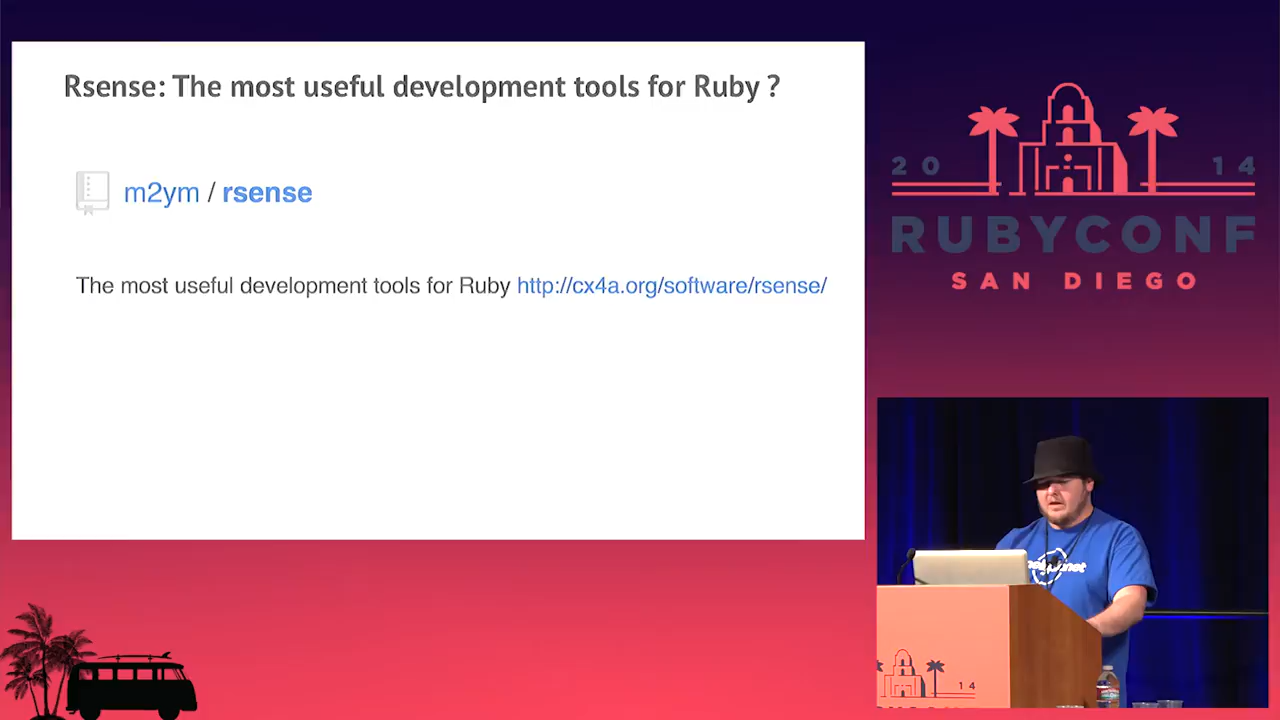 Rsense: The most useful development tools for Ruby ?
m2ym / rsense
The most useful development tools for Ruby http://cx4a.org/software/rsense/
20 14
RUBYCONF
SAN DIEGO
14